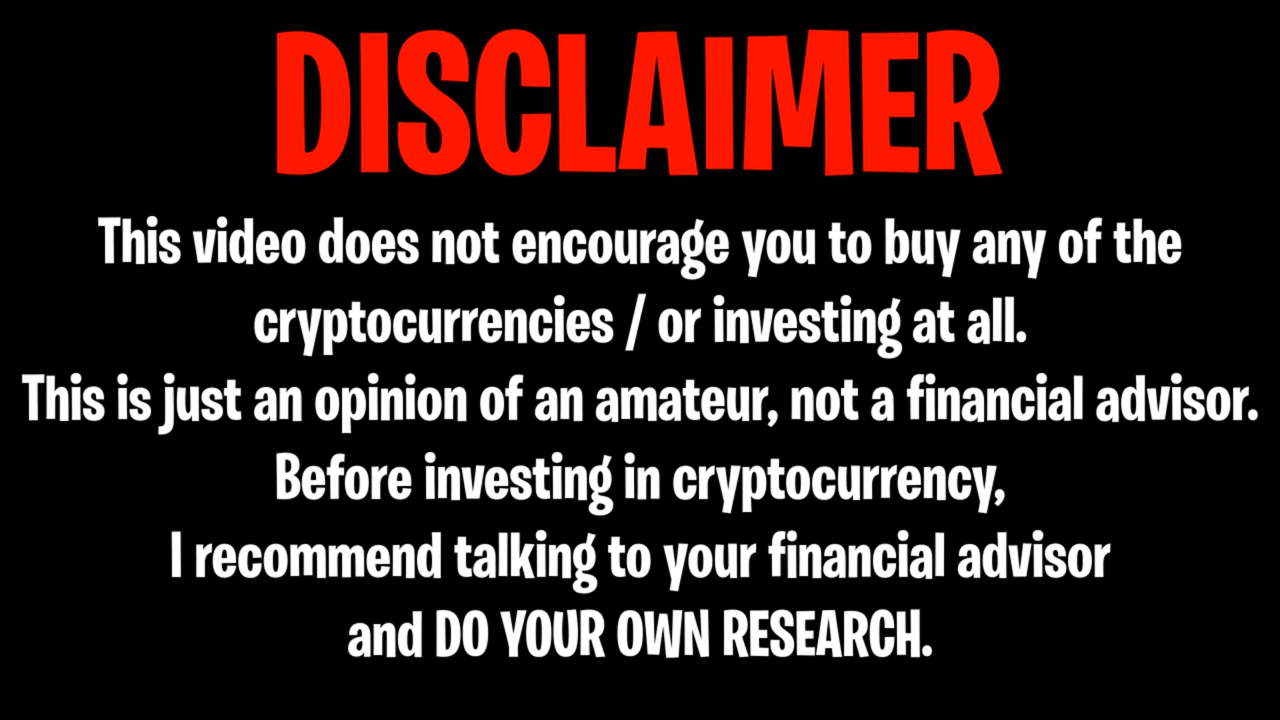 DISCLAIMER
This video does not encourage you to buy any of the
cryptocurrencies / or investing at all.
This is just an opinion of an amateur, not a financial advisor.
Before investing in cryptocurrency,
I recommend talking to your financial advisor
and DO YOUR OWN RESEARCH.